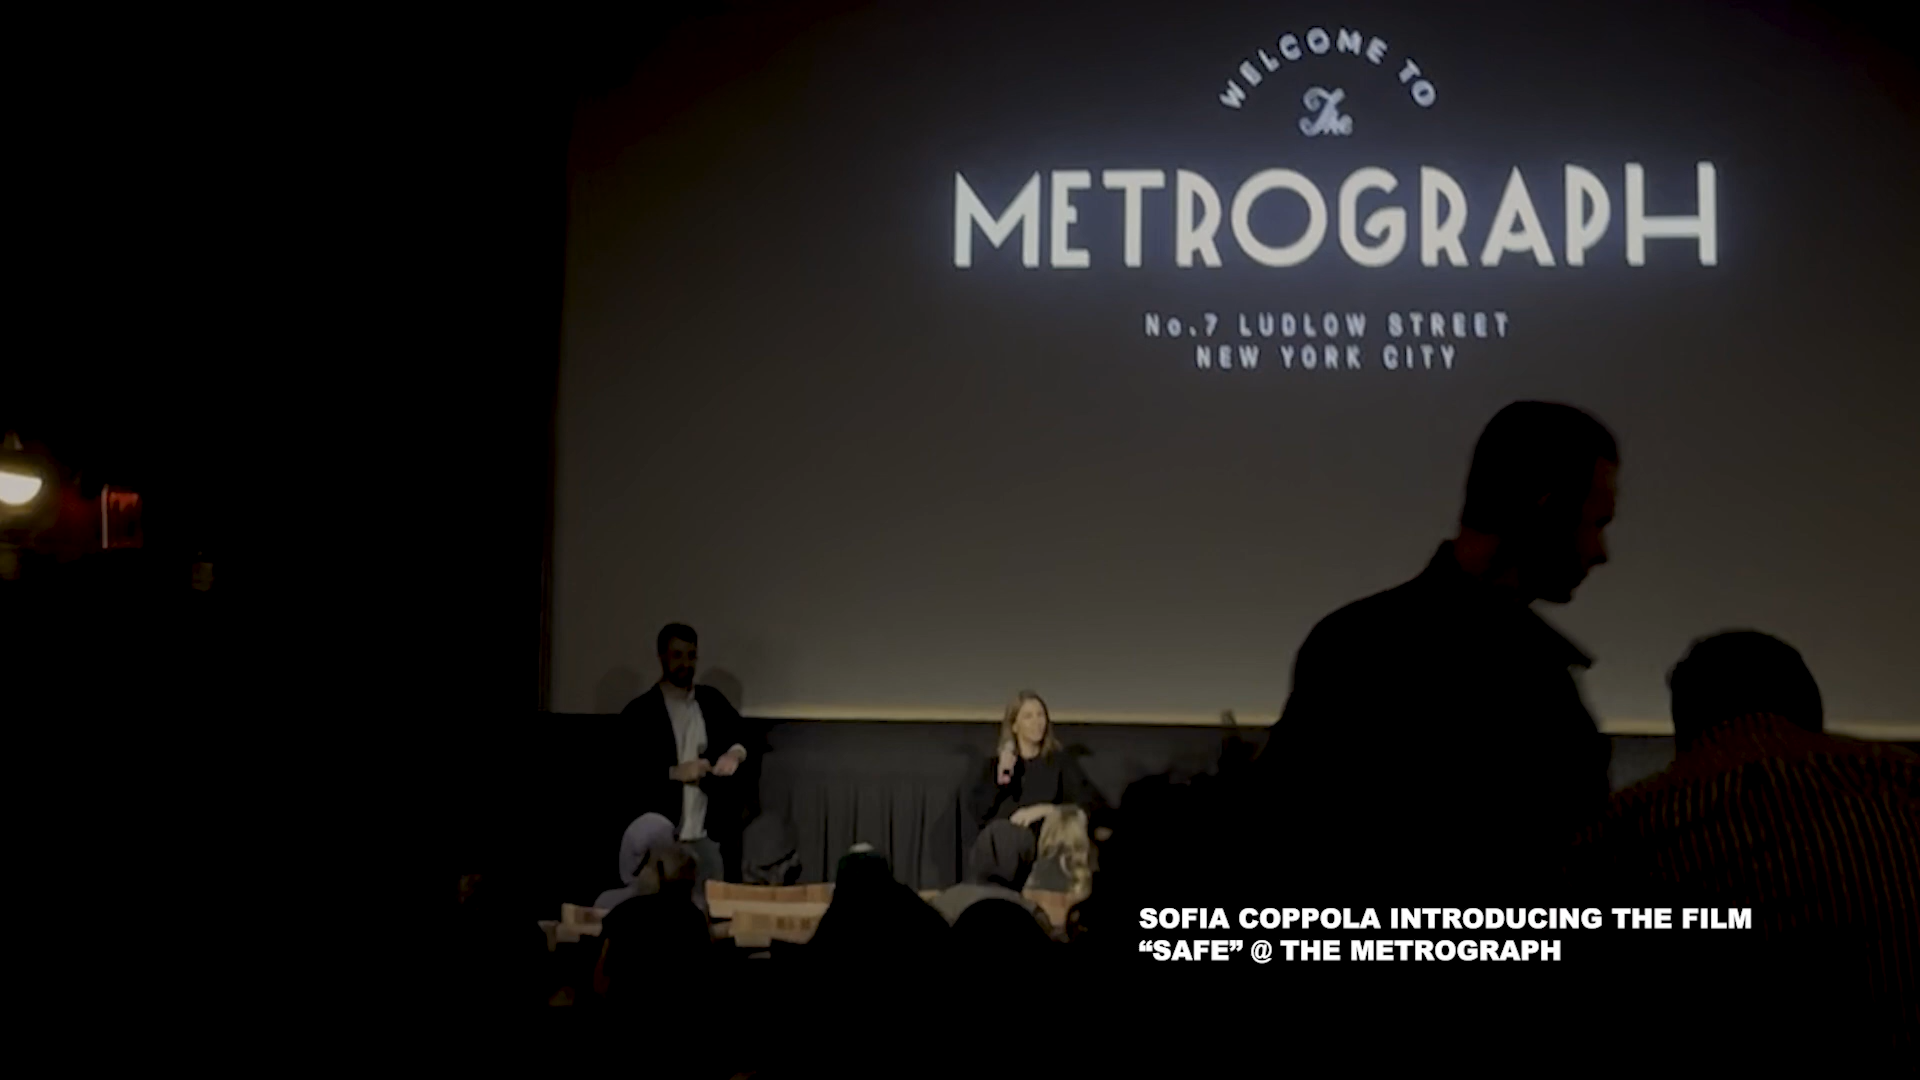 WELCOME TO
The
METROGRAPH
No.7 LUDLOW STREET
NEW YORK CITY
SOFIA COPPOLA INTRODUCING THE FILM
“SAFE” @ THE METROGRAPH